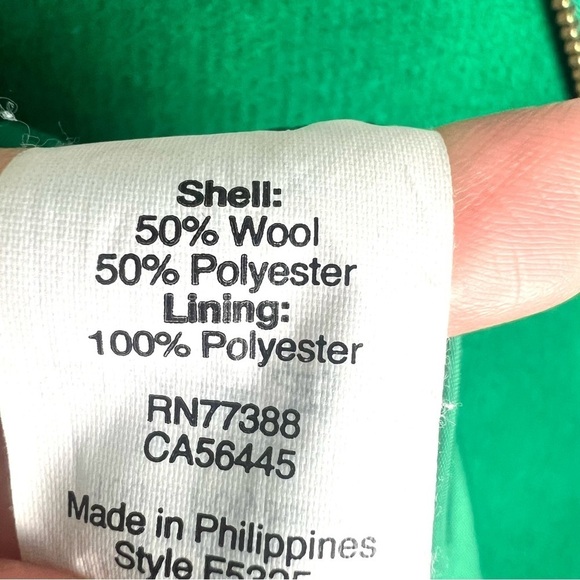 Shell:
50% Wool
50% Polyester
Lining:
100% Polyester
RN77388
CA56445
Made in Philippines
Style